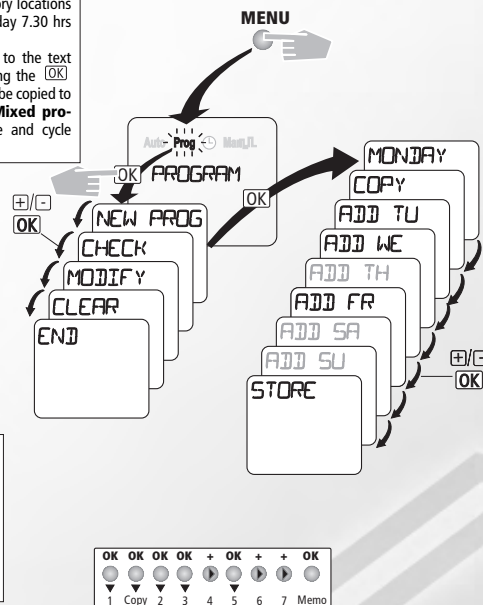 ory locations
day 7.30 hrs
to the text
ng the OK
be copied to
Mixed pro-
e and cycle
MENU
Auto Prog Man
OK PROGRAM
OK
+/-
OK
NEW PROG
CHECK
MODIFY
CLEAR
END
MONDAY
COPY
ADD TU
ADD WE
ADD TH
ADD FR
ADD SA
ADD SU
STORE
+/-
OK
OK OK OK OK + OK + + OK
1 Copy 2 3 4 5 6 7 Memo